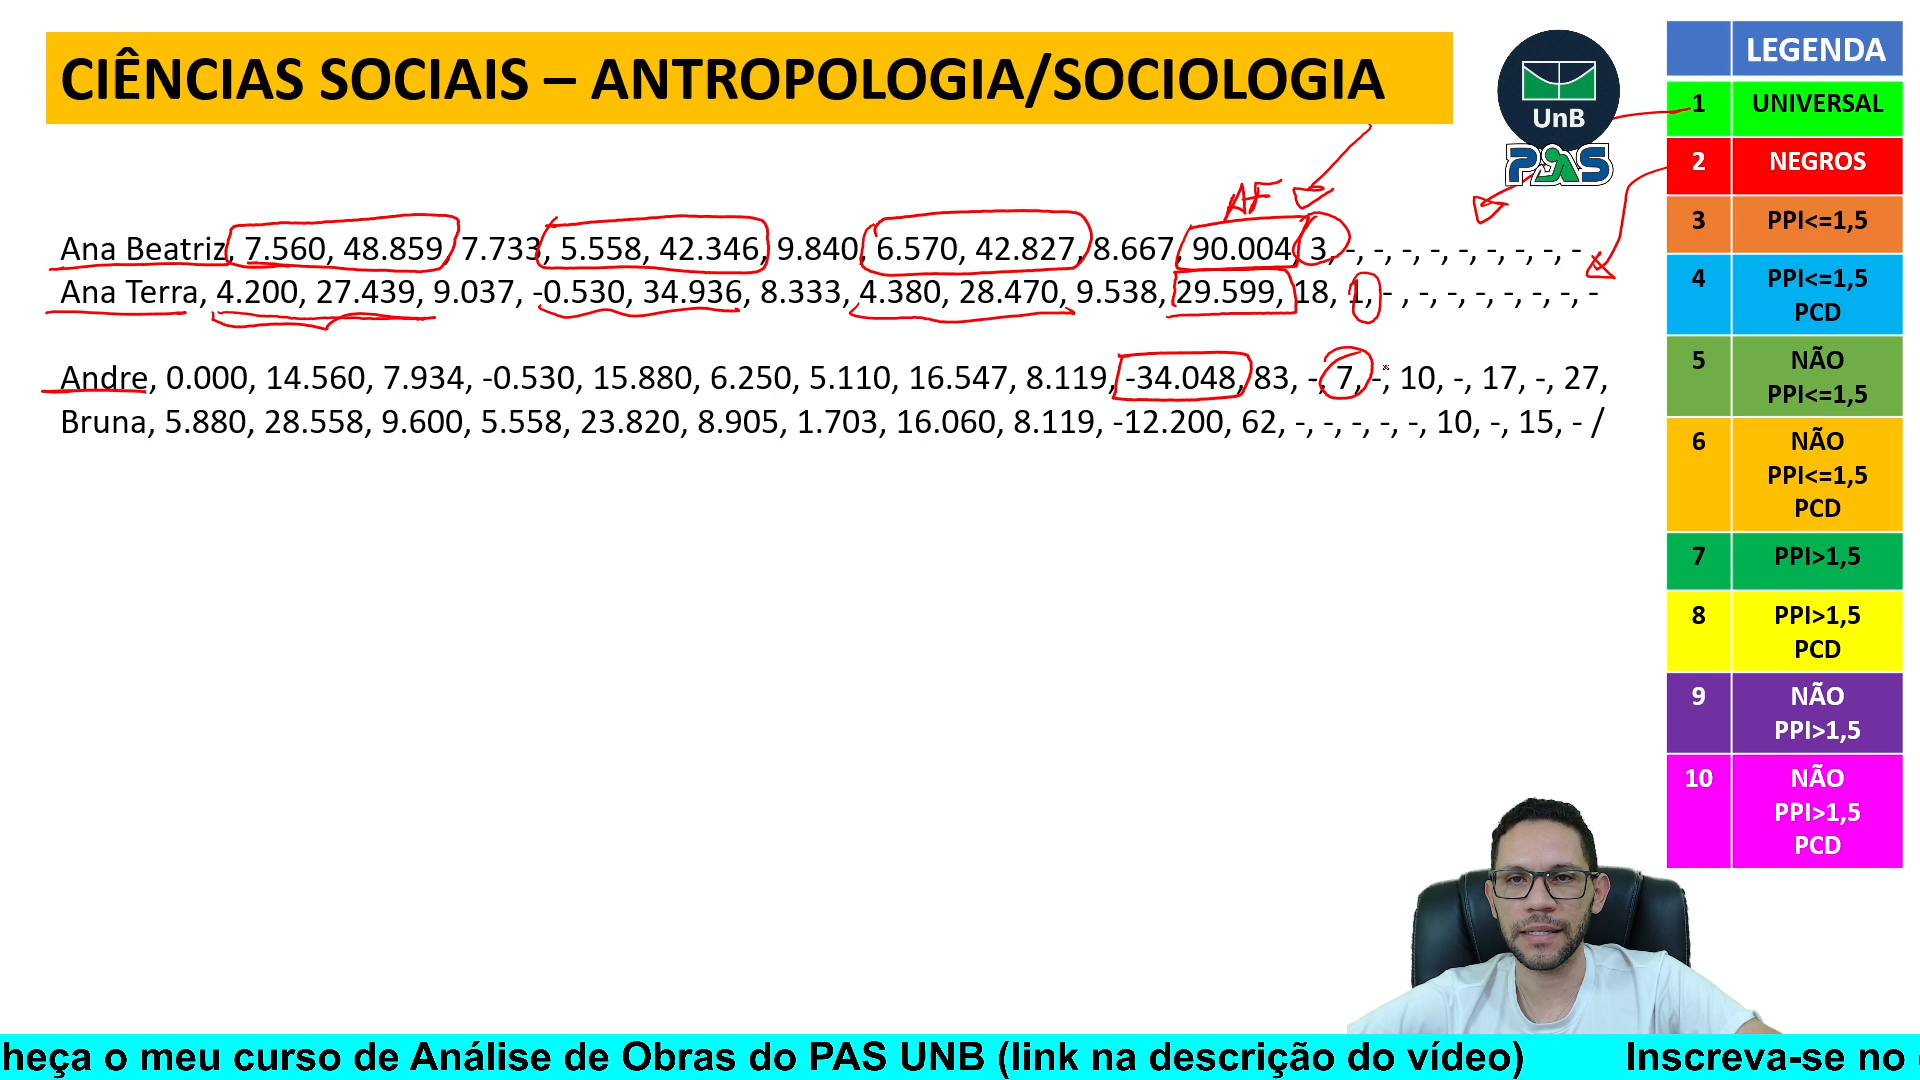 CIÊNCIAS SOCIAIS – ANTROPOLOGIA/SOCIOLOGIA
UnB
PAS
AF
Ana Beatriz, 7.560, 48.859, 7.733, 5.558, 42.346, 9.840, 6.570, 42.827, 8.667, 90.004, 3, -, -, -, -, -, -, -, -, -
Ana Terra, 4.200, 27.439, 9.037, -0.530, 34.936, 8.333, 4.380, 28.470, 9.538, 29.599, 18, 1, - , -, -, -, -, -, -, -
Andre, 0.000, 14.560, 7.934, -0.530, 15.880, 6.250, 5.110, 16.547, 8.119, -34.048, 83, -, 7, -, 10, -, 17, -, 27,
Bruna, 5.880, 28.558, 9.600, 5.558, 23.820, 8.905, 1.703, 16.060, 8.119, -12.200, 62, -, -, -, -, -, 10, -, 15, - /
LEGENDA
1 UNIVERSAL
2 NEGROS
3 PPI<=1,5
4 PPI<=1,5
PCD
5 NÃO
PPI<=1,5
6 NÃO
PPI<=1,5
PCD
7 PPI>1,5
8 PPI>1,5
PCD
9 NÃO
PPI>1,5
10 NÃO
PPI>1,5
PCD
heça o meu curso de Análise de Obras do PAS UNB (link na descrição do vídeo) Inscreva-se no